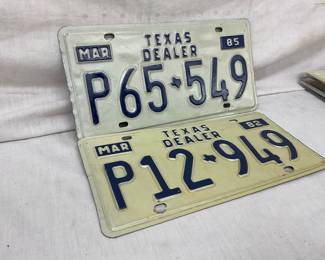 TEXAS
MAR DEALER 85
P65 549
TEXAS
MAR DEALER 82
P12 949